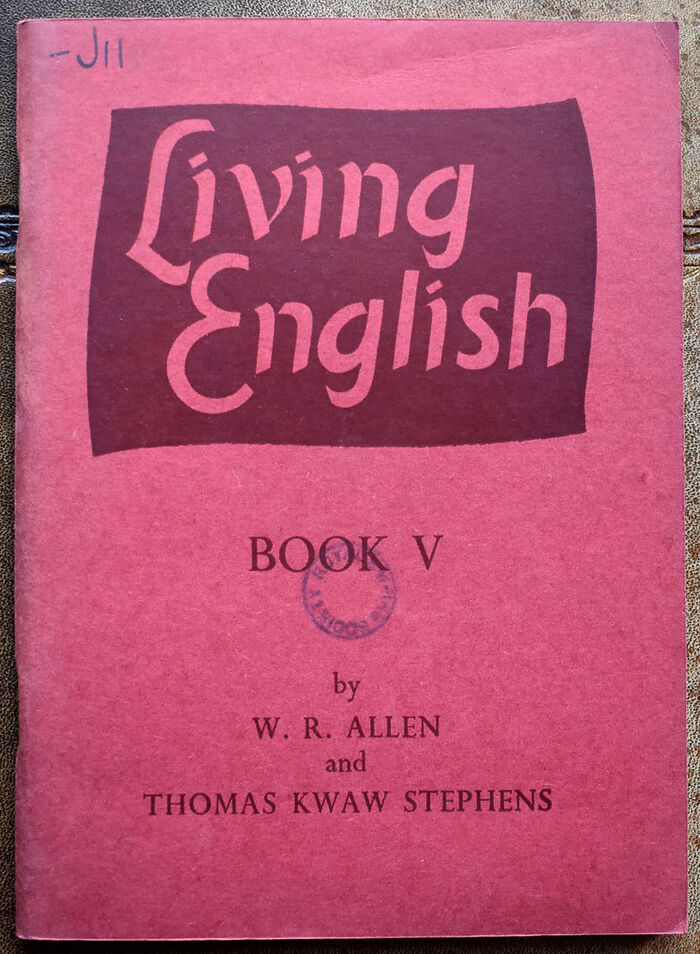 -J11
Living
English
BOOK V
by
W. R. ALLEN
and
THOMAS KWAW STEPHENS